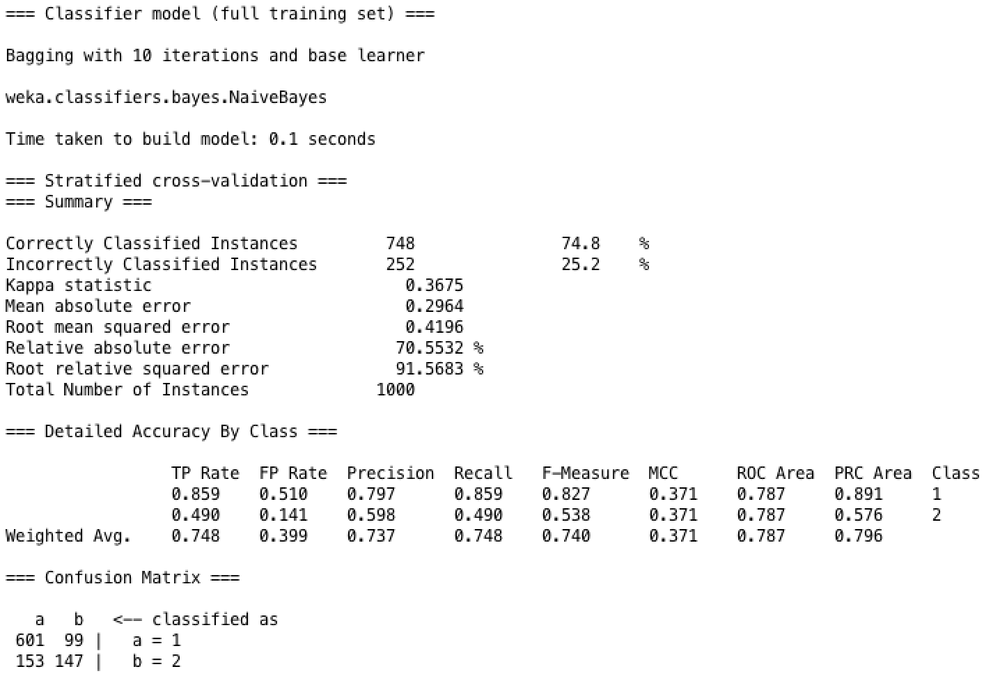 === Classifier model (full training set) ===
Bagging with 10 iterations and base learner
weka.classifiers.bayes.NaiveBayes
Time taken to build model: 0.1 seconds
=== Stratified cross-validation ===
=== Summary ===
Correctly Classified Instances         748               74.8    %
Incorrectly Classified Instances       252               25.2    %
Kappa statistic                          0.3675
Mean absolute error                      0.2964
Root mean squared error                  0.4196
Relative absolute error                 70.5532 %
Root relative squared error             91.5683 %
Total Number of Instances             1000
=== Detailed Accuracy By Class ===
                 TP Rate  FP Rate  Precision  Recall   F-Measure  MCC      ROC Area  PRC Area  Class
                 0.859    0.510    0.797      0.859    0.827      0.371    0.787     0.891     1
                 0.490    0.141    0.598      0.490    0.538      0.371    0.787     0.576     2
Weighted Avg.    0.748    0.399    0.737      0.748    0.740      0.371    0.787     0.796
=== Confusion Matrix ===
   a   b   <-- classified as
 601  99 |   a = 1
 153 147 |   b = 2